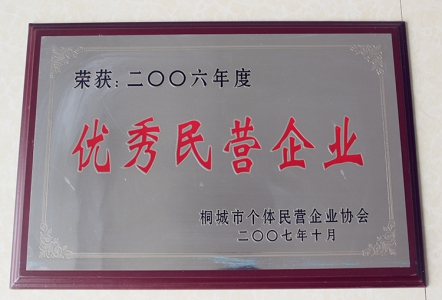 荣获：二〇〇六年度
优秀民营企业
桐城市个体民营企业协会
二〇〇七年十月